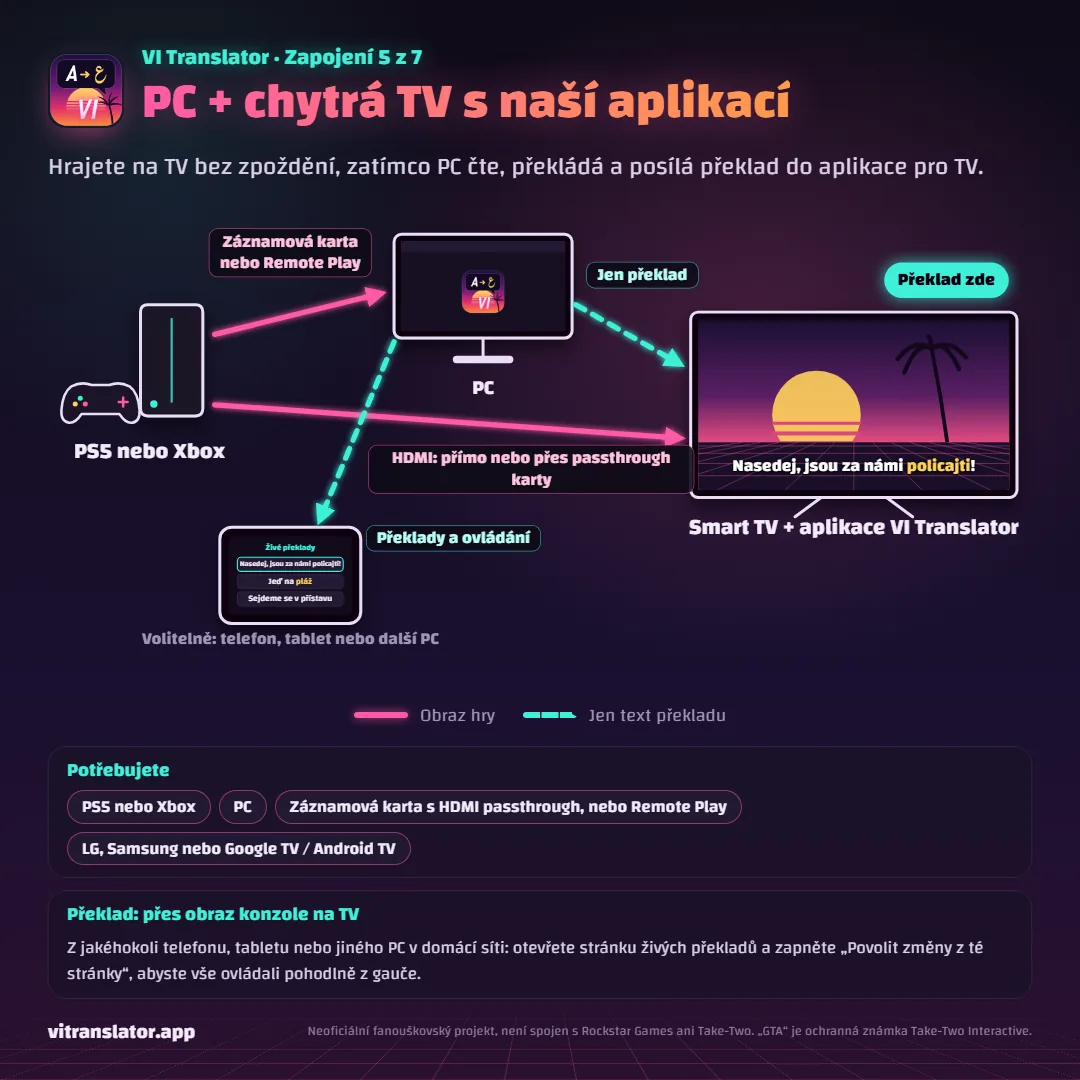 A→ع
VI
VI Translator · Zapojení 5 z 7
PC + chytrá TV s naší aplikací
Hrajete na TV bez zpoždění, zatímco PC čte, překládá a posílá překlad do aplikace pro TV.
Záznamová karta
nebo Remote Play
A→ع
VI
Jen překlad
Překlad zde
PC
PS5 nebo Xbox
HDMI: přímo nebo přes passthrough
karty
Nasedej, jsou za námi policajti!
Smart TV + aplikace VI Translator
Překlady a ovládání
Živé překlady
Nasedej, jsou za námi policajti!
Jeď na pláž
Sejdeme se v přístavu
Volitelně: telefon, tablet nebo další PC
Obraz hry
Jen text překladu
Potřebujete
PS5 nebo Xbox
PC
Záznamová karta s HDMI passthrough, nebo Remote Play
LG, Samsung nebo Google TV / Android TV
Překlad: přes obraz konzole na TV
Z jakéhokoli telefonu, tabletu nebo jiného PC v domácí síti: otevřete stránku živých překladů a zapněte „Povolit změny z té
stránky“, abyste vše ovládali pohodlně z gauče.
vitranslator.app
Neoficiální fanouškovský projekt, není spojen s Rockstar Games ani Take-Two. „GTA“ je ochranná známka Take-Two Interactive.